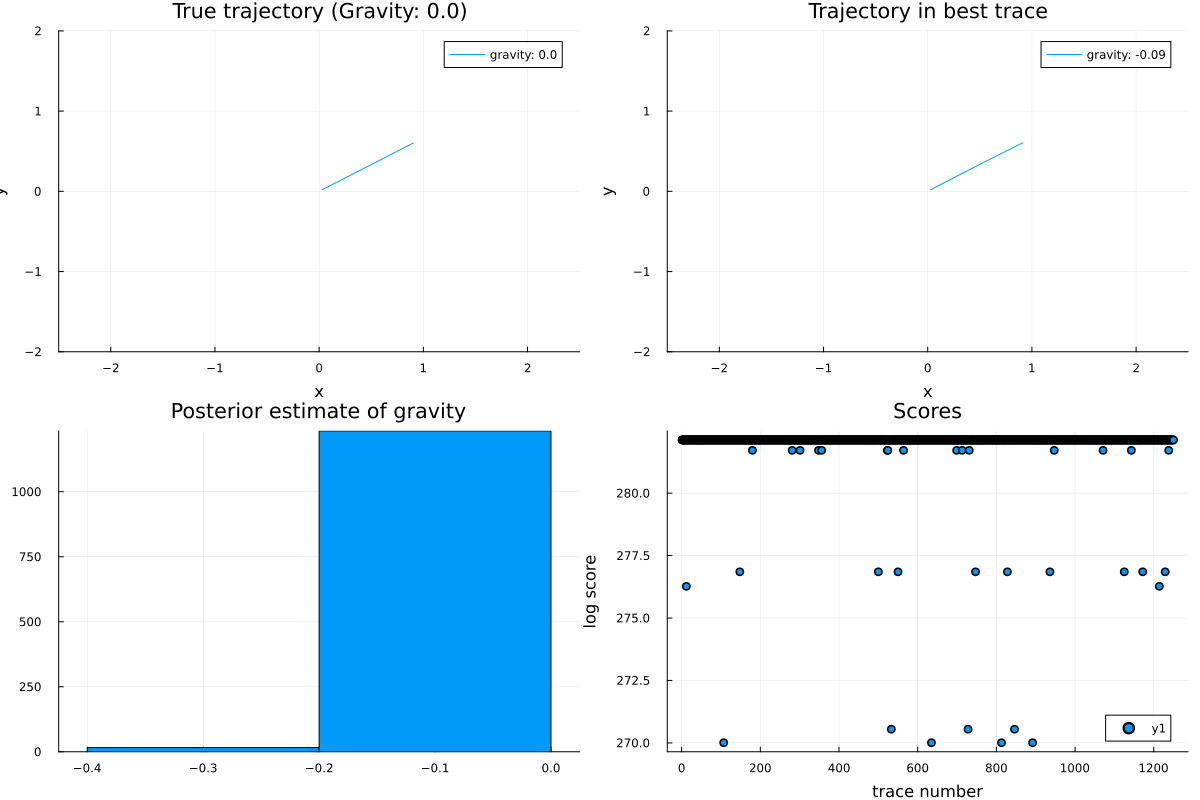 True trajectory (Gravity: 0.0)
gravity: 0.0
2
1
0
−1
−2
y
−2 −1 0 1 2
x
Trajectory in best trace
gravity: -0.09
2
1
0
−1
−2
y
−2 −1 0 1 2
x
Posterior estimate of gravity
1000
750
500
250
0
−0.4 −0.3 −0.2 −0.1 0.0
Scores
280.0
277.5
275.0
272.5
270.0
log score
y1
0 200 400 600 800 1000 1200
trace number